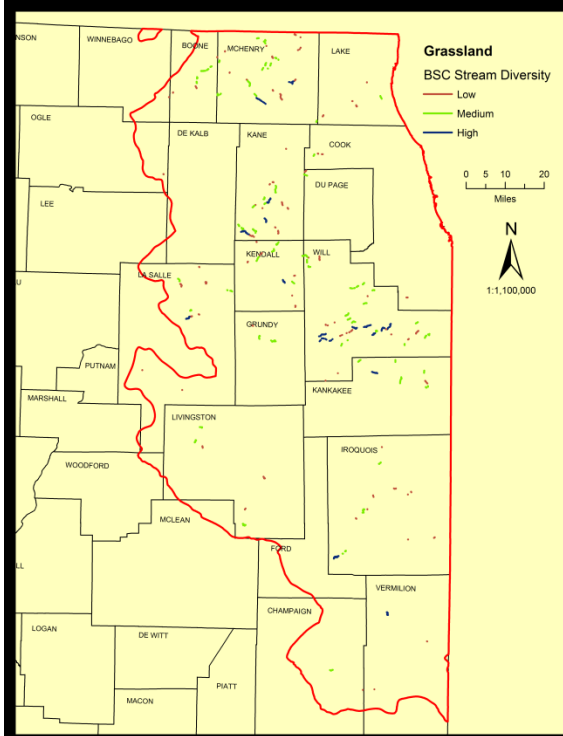 NSON
WINNEBAGO
BOONE
MCHENRY
LAKE
Grassland
BSC Stream Diversity
Low
Medium
High
OGLE
DE KALB
KANE
COOK
0 5 10 20
Miles
DU PAGE
LEE
N
KENDALL
WILL
LA SALLE
U
1:1,100,000
GRUNDY
PUTNAM
KANKAKEE
MARSHALL
LIVINGSTON
IROQUOIS
WOODFORD
MCLEAN
FORD
LL
VERMILION
CHAMPAIGN
LOGAN
DE WITT
PIATT
MACON